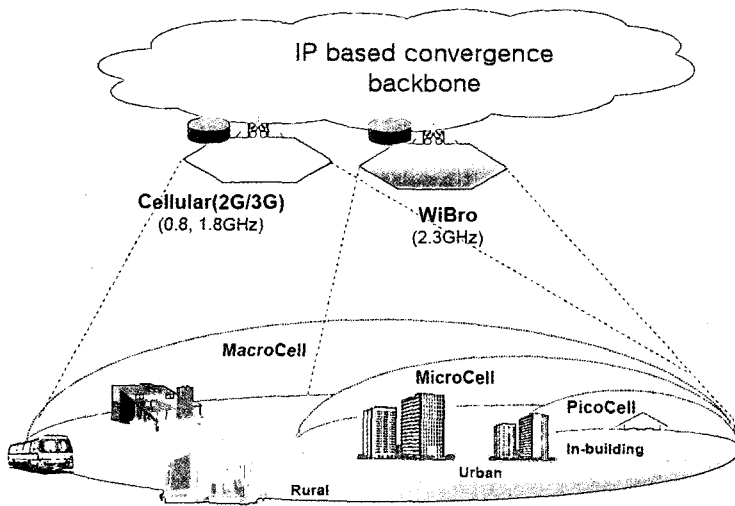 IP based convergence
backbone
Cellular(2G/3G)
(0.8, 1.8GHz)
WiBro
(2.3GHz)
MacroCell
MicroCell
PicoCell
In-building
Urban
Rural